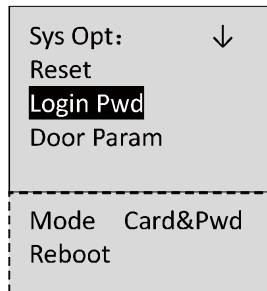 Sys Opt： ↓
Reset
Login Pwd
Door Param
Mode Card&Pwd
Reboot